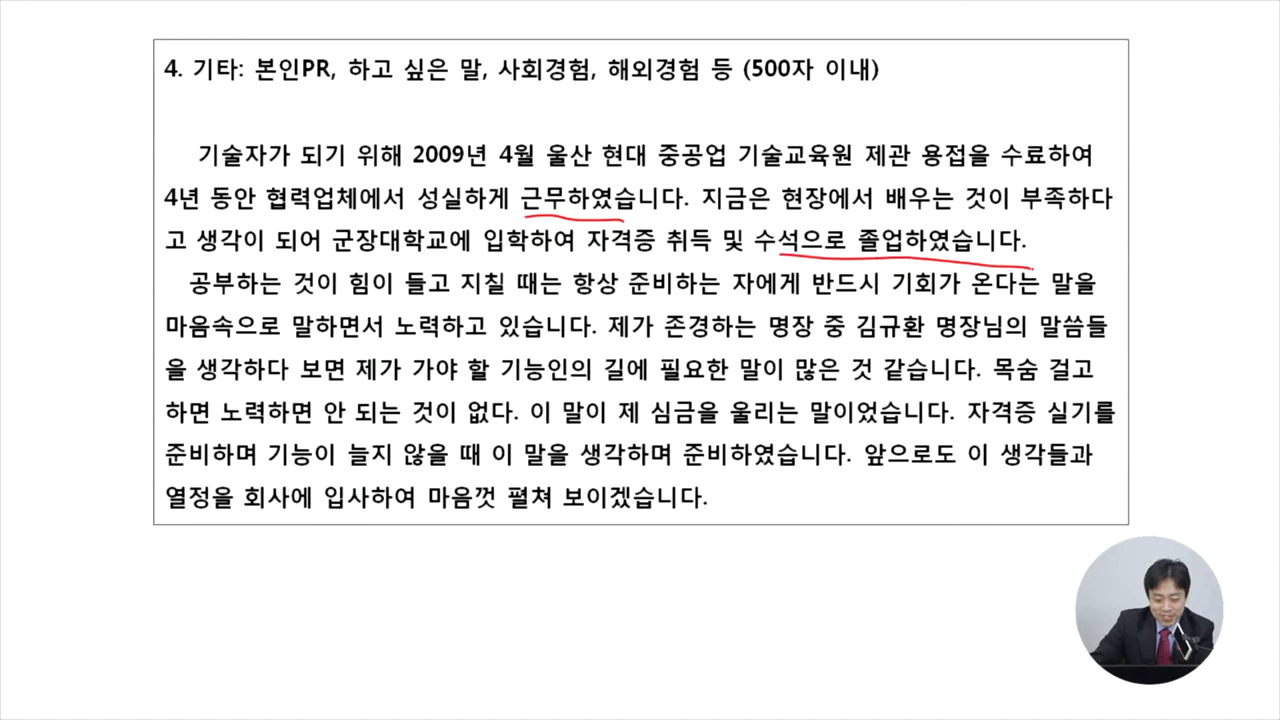 4. 기타: 본인PR, 하고 싶은 말, 사회경험, 해외경험 등 (500자 이내)
기술자가 되기 위해 2009년 4월 울산 현대 중공업 기술교육원 제관 용접을 수료하여
4년 동안 협력업체에서 성실하게 근무하였습니다. 지금은 현장에서 배우는 것이 부족하다
고 생각이 되어 군장대학교에 입학하여 자격증 취득 및 수석으로 졸업하였습니다.
공부하는 것이 힘이 들고 지칠 때는 항상 준비하는 자에게 반드시 기회가 온다는 말을
마음속으로 말하면서 노력하고 있습니다. 제가 존경하는 명장 중 김규환 명장님의 말씀들
을 생각하다 보면 제가 가야 할 기능인의 길에 필요한 말이 많은 것 같습니다. 목숨 걸고
하면 노력하면 안 되는 것이 없다. 이 말이 제 심금을 울리는 말이었습니다. 자격증 실기를
준비하며 기능이 늘지 않을 때 이 말을 생각하며 준비하였습니다. 앞으로도 이 생각들과
열정을 회사에 입사하여 마음껏 펼쳐 보이겠습니다.